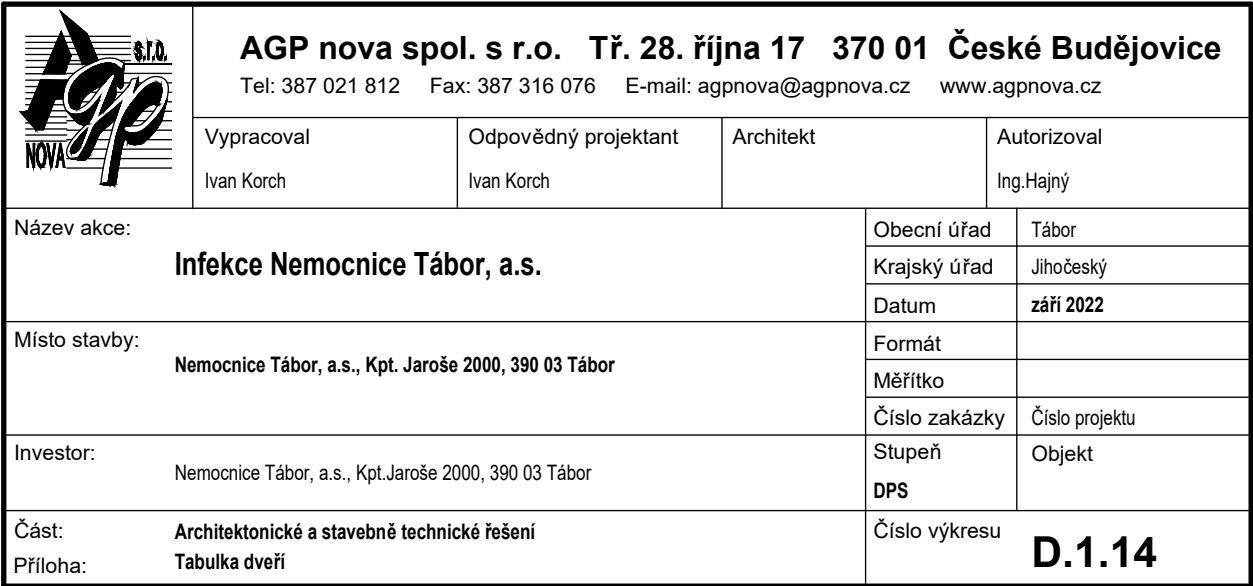 s.r.o.
Agp
NOVA
AGP nova spol. s r.o. Tř. 28. října 17 370 01 České Budějovice
Tel: 387 021 812 Fax: 387 316 076 E-mail: agpnova@agpnova.cz www.agpnova.cz
Vypracoval Odpovědný projektant Architekt Autorizoval
Ivan Korch Ivan Korch Ing.Hajný
Název akce:
Infekce Nemocnice Tábor, a.s.
Obecní úřad Tábor
Krajský úřad Jihočeský
Datum září 2022
Místo stavby:
Nemocnice Tábor, a.s., Kpt. Jaroše 2000, 390 03 Tábor
Formát
Měřítko
Číslo zakázky Číslo projektu
Investor:
Nemocnice Tábor, a.s., Kpt.Jaroše 2000, 390 03 Tábor
Stupeň Objekt
DPS
Část: Architektonické a stavebně technické řešení
Příloha: Tabulka dveří
Číslo výkresu D.1.14